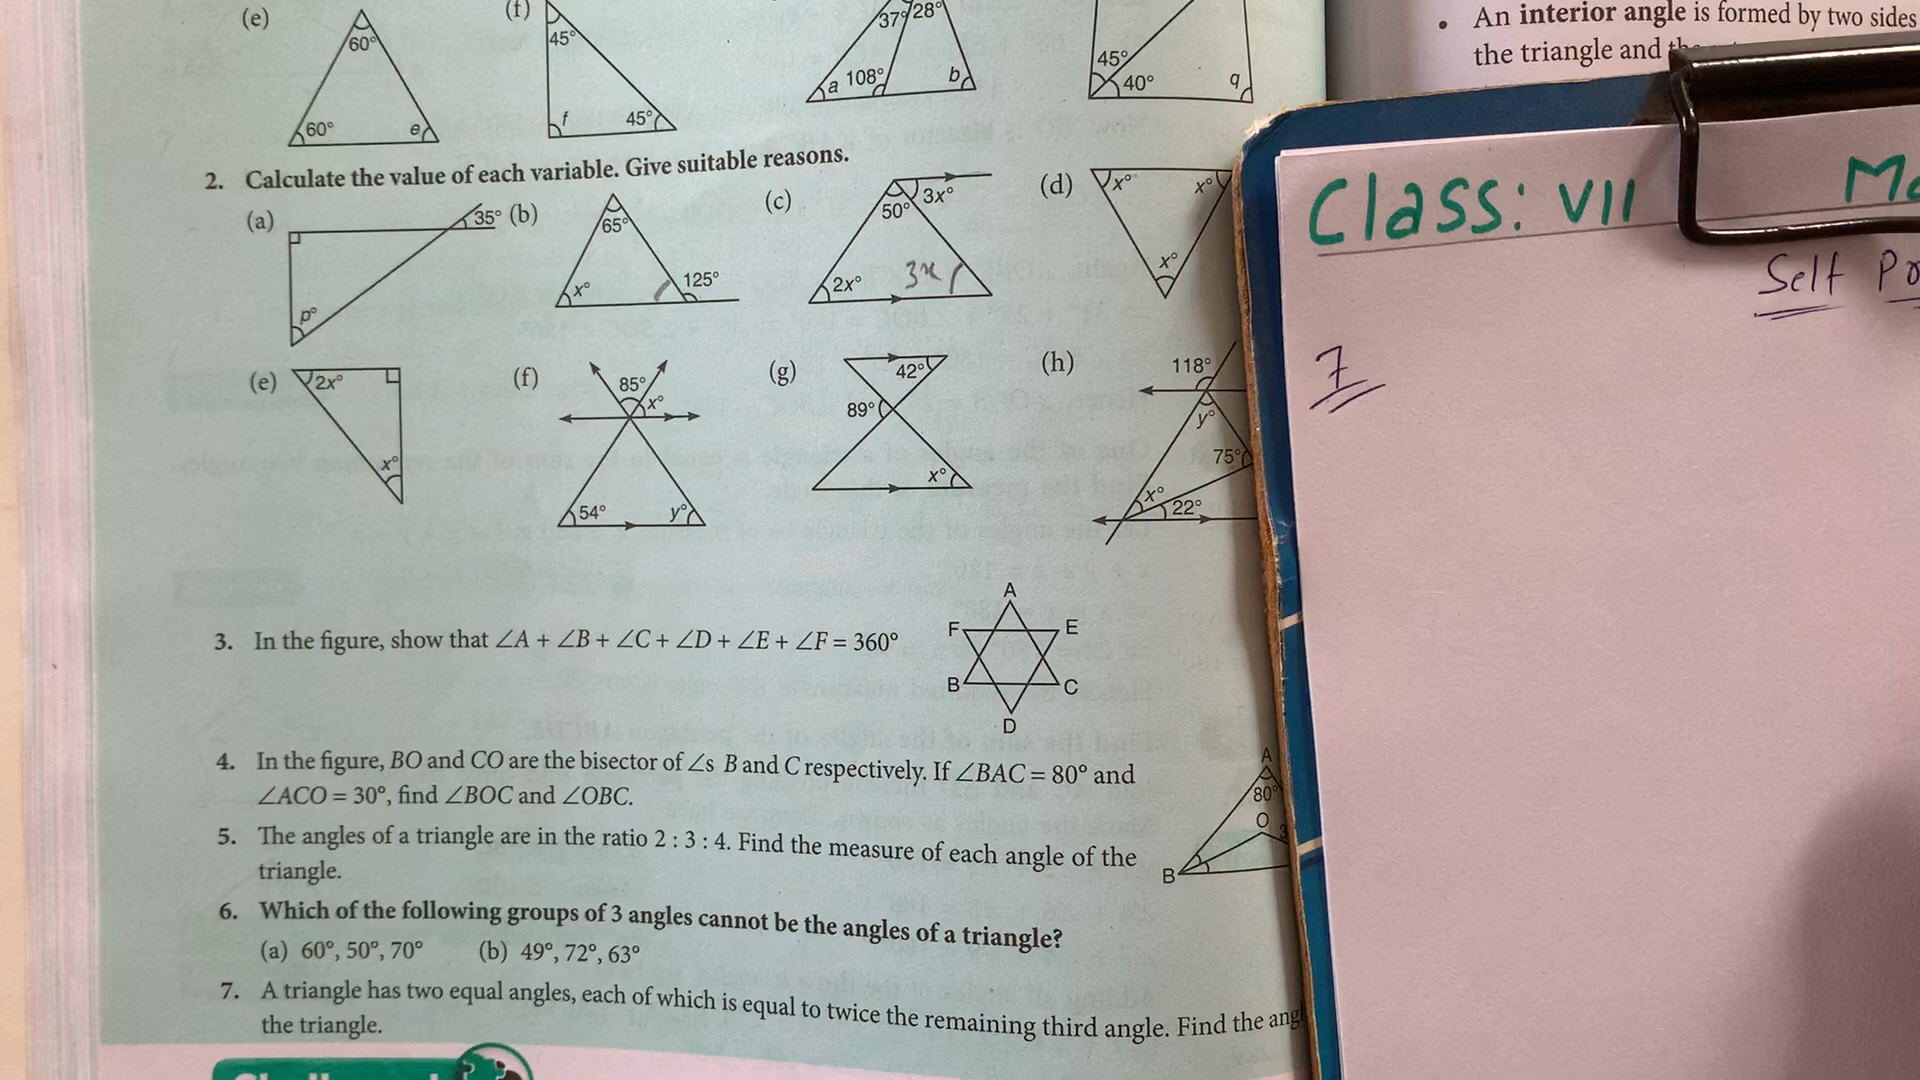 (e)
(f)
37° 28°
60°
45°
a 108° b
45°
40° q
60° e
f 45°
2. Calculate the value of each variable. Give suitable reasons.
(a) 35°
p°
(b) 65°
x° 125°
(c) 50° 3x°
2x° 3x
(d) x° x°
x°
(e) 2x°
x°
(f) 85°
x°
54° y°
(g) 42°
89°
x°
(h) 118°
y°
75°
x°
22°
3. In the figure, show that ∠A + ∠B + ∠C + ∠D + ∠E + ∠F = 360°
A
F E
B C
D
4. In the figure, BO and CO are the bisector of ∠s B and C respectively. If ∠BAC = 80° and
∠ACO = 30°, find ∠BOC and ∠OBC.
A
80°
O 3
B
5. The angles of a triangle are in the ratio 2 : 3 : 4. Find the measure of each angle of the
triangle.
6. Which of the following groups of 3 angles cannot be the angles of a triangle?
(a) 60°, 50°, 70° (b) 49°, 72°, 63°
7. A triangle has two equal angles, each of which is equal to twice the remaining third angle. Find the angl
the triangle.
• An interior angle is formed by two sides
the triangle and
Class: VII
Self
7